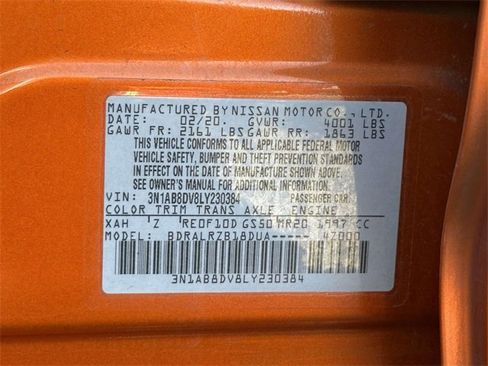 MANUFACTURED BY NISSAN MOTOR CO., LTD.
DATE: 02/20. GVWR: 4001 LBS
GAWR FR: 2161 LBS GAWR RR: 1863 LBS
THIS VEHICLE CONFORMS TO ALL APPLICABLE FEDERAL MOTOR
VEHICLE SAFETY, BUMPER AND THEFT PREVENTION STANDARDS
IN EFFECT ON THE DATE OF MANUFACTURE SHOWN ABOVE.
SEE OWNER'S MANUAL FOR ADDITIONAL INFORMATION.
VIN: 3N1AB8DV8LY230384 PASSENGER CAR
COLOR TRIM TRANS AXLE ENGINE
XAH Z RE0F10D GS50 MR20 1997 CC
MODEL: BDRALRZB18DUA----- 47000
3N1AB8DV8LY230384